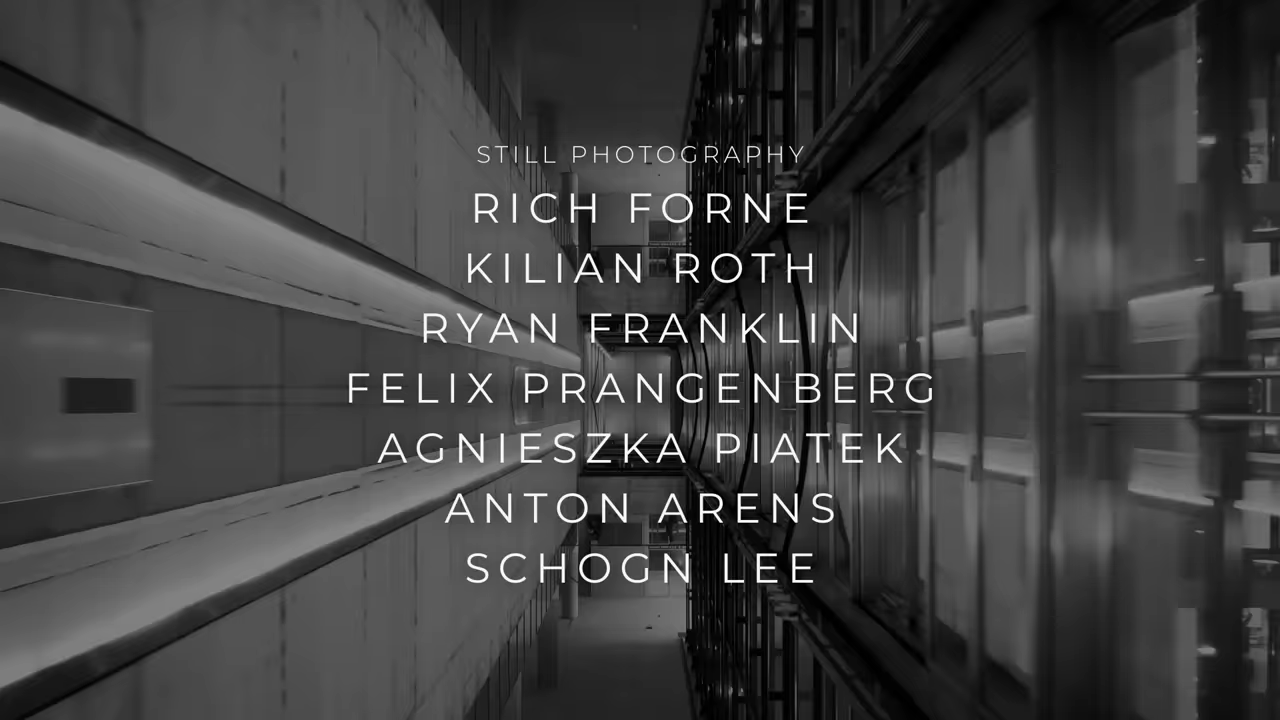 STILL PHOTOGRAPHY
RICH FORNE
KILIAN ROTH
RYAN FRANKLIN
FELIX PRANGENBERG
AGNIESZKA PIATEK
ANTON ARENS
SCHOGN LEE